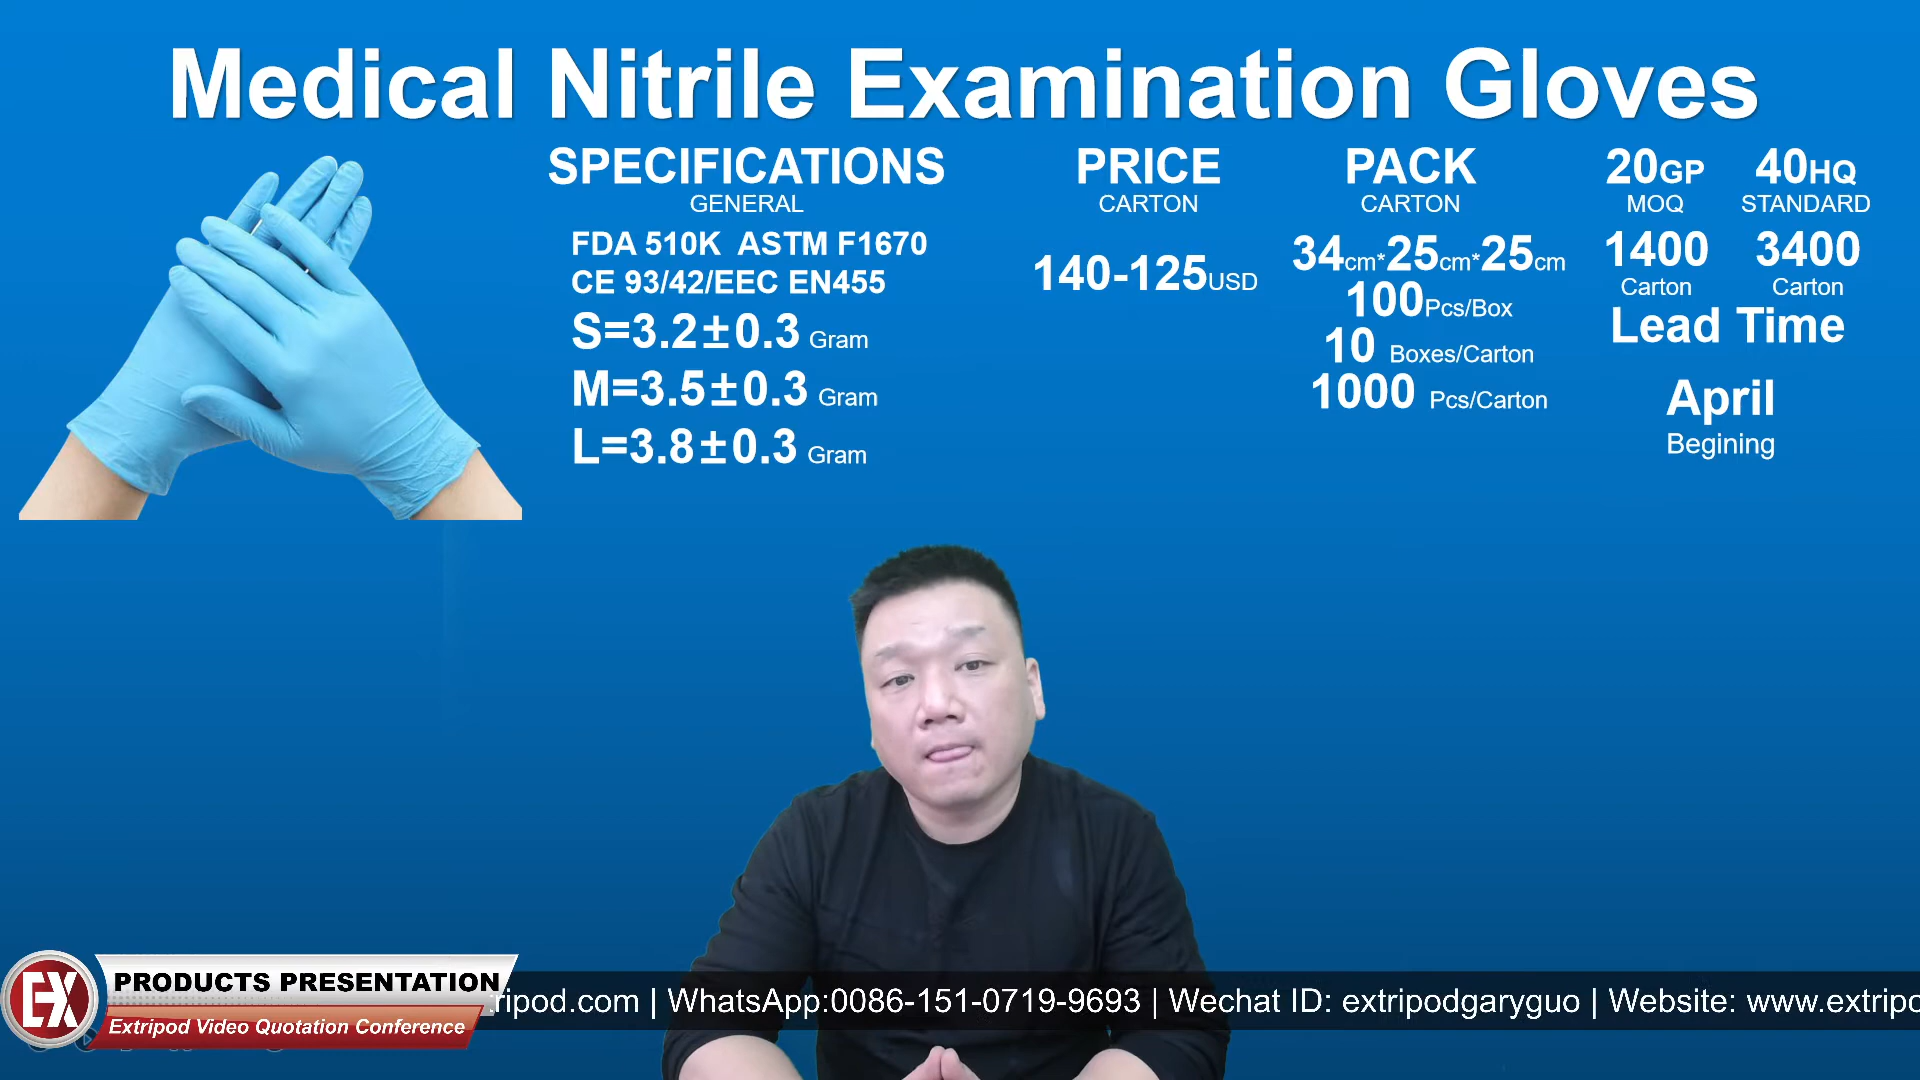 Medical Nitrile Examination Gloves
SPECIFICATIONS
GENERAL
FDA 510K ASTM F1670
CE 93/42/EEC EN455
S=3.2±0.3 Gram
M=3.5±0.3 Gram
L=3.8±0.3 Gram
PRICE
CARTON
140-125USD
PACK
CARTON
34cm*25cm*25cm
100Pcs/Box
10 Boxes/Carton
1000 Pcs/Carton
20GP
MOQ
1400
Carton
40HQ
STANDARD
3400
Carton
Lead Time
April
Begining
EX
PRODUCTS PRESENTATION
Extripod Video Quotation Conference
ripod.com | WhatsApp:0086-151-0719-9693 | Wechat ID: extripodgaryguo | Website: www.extripo